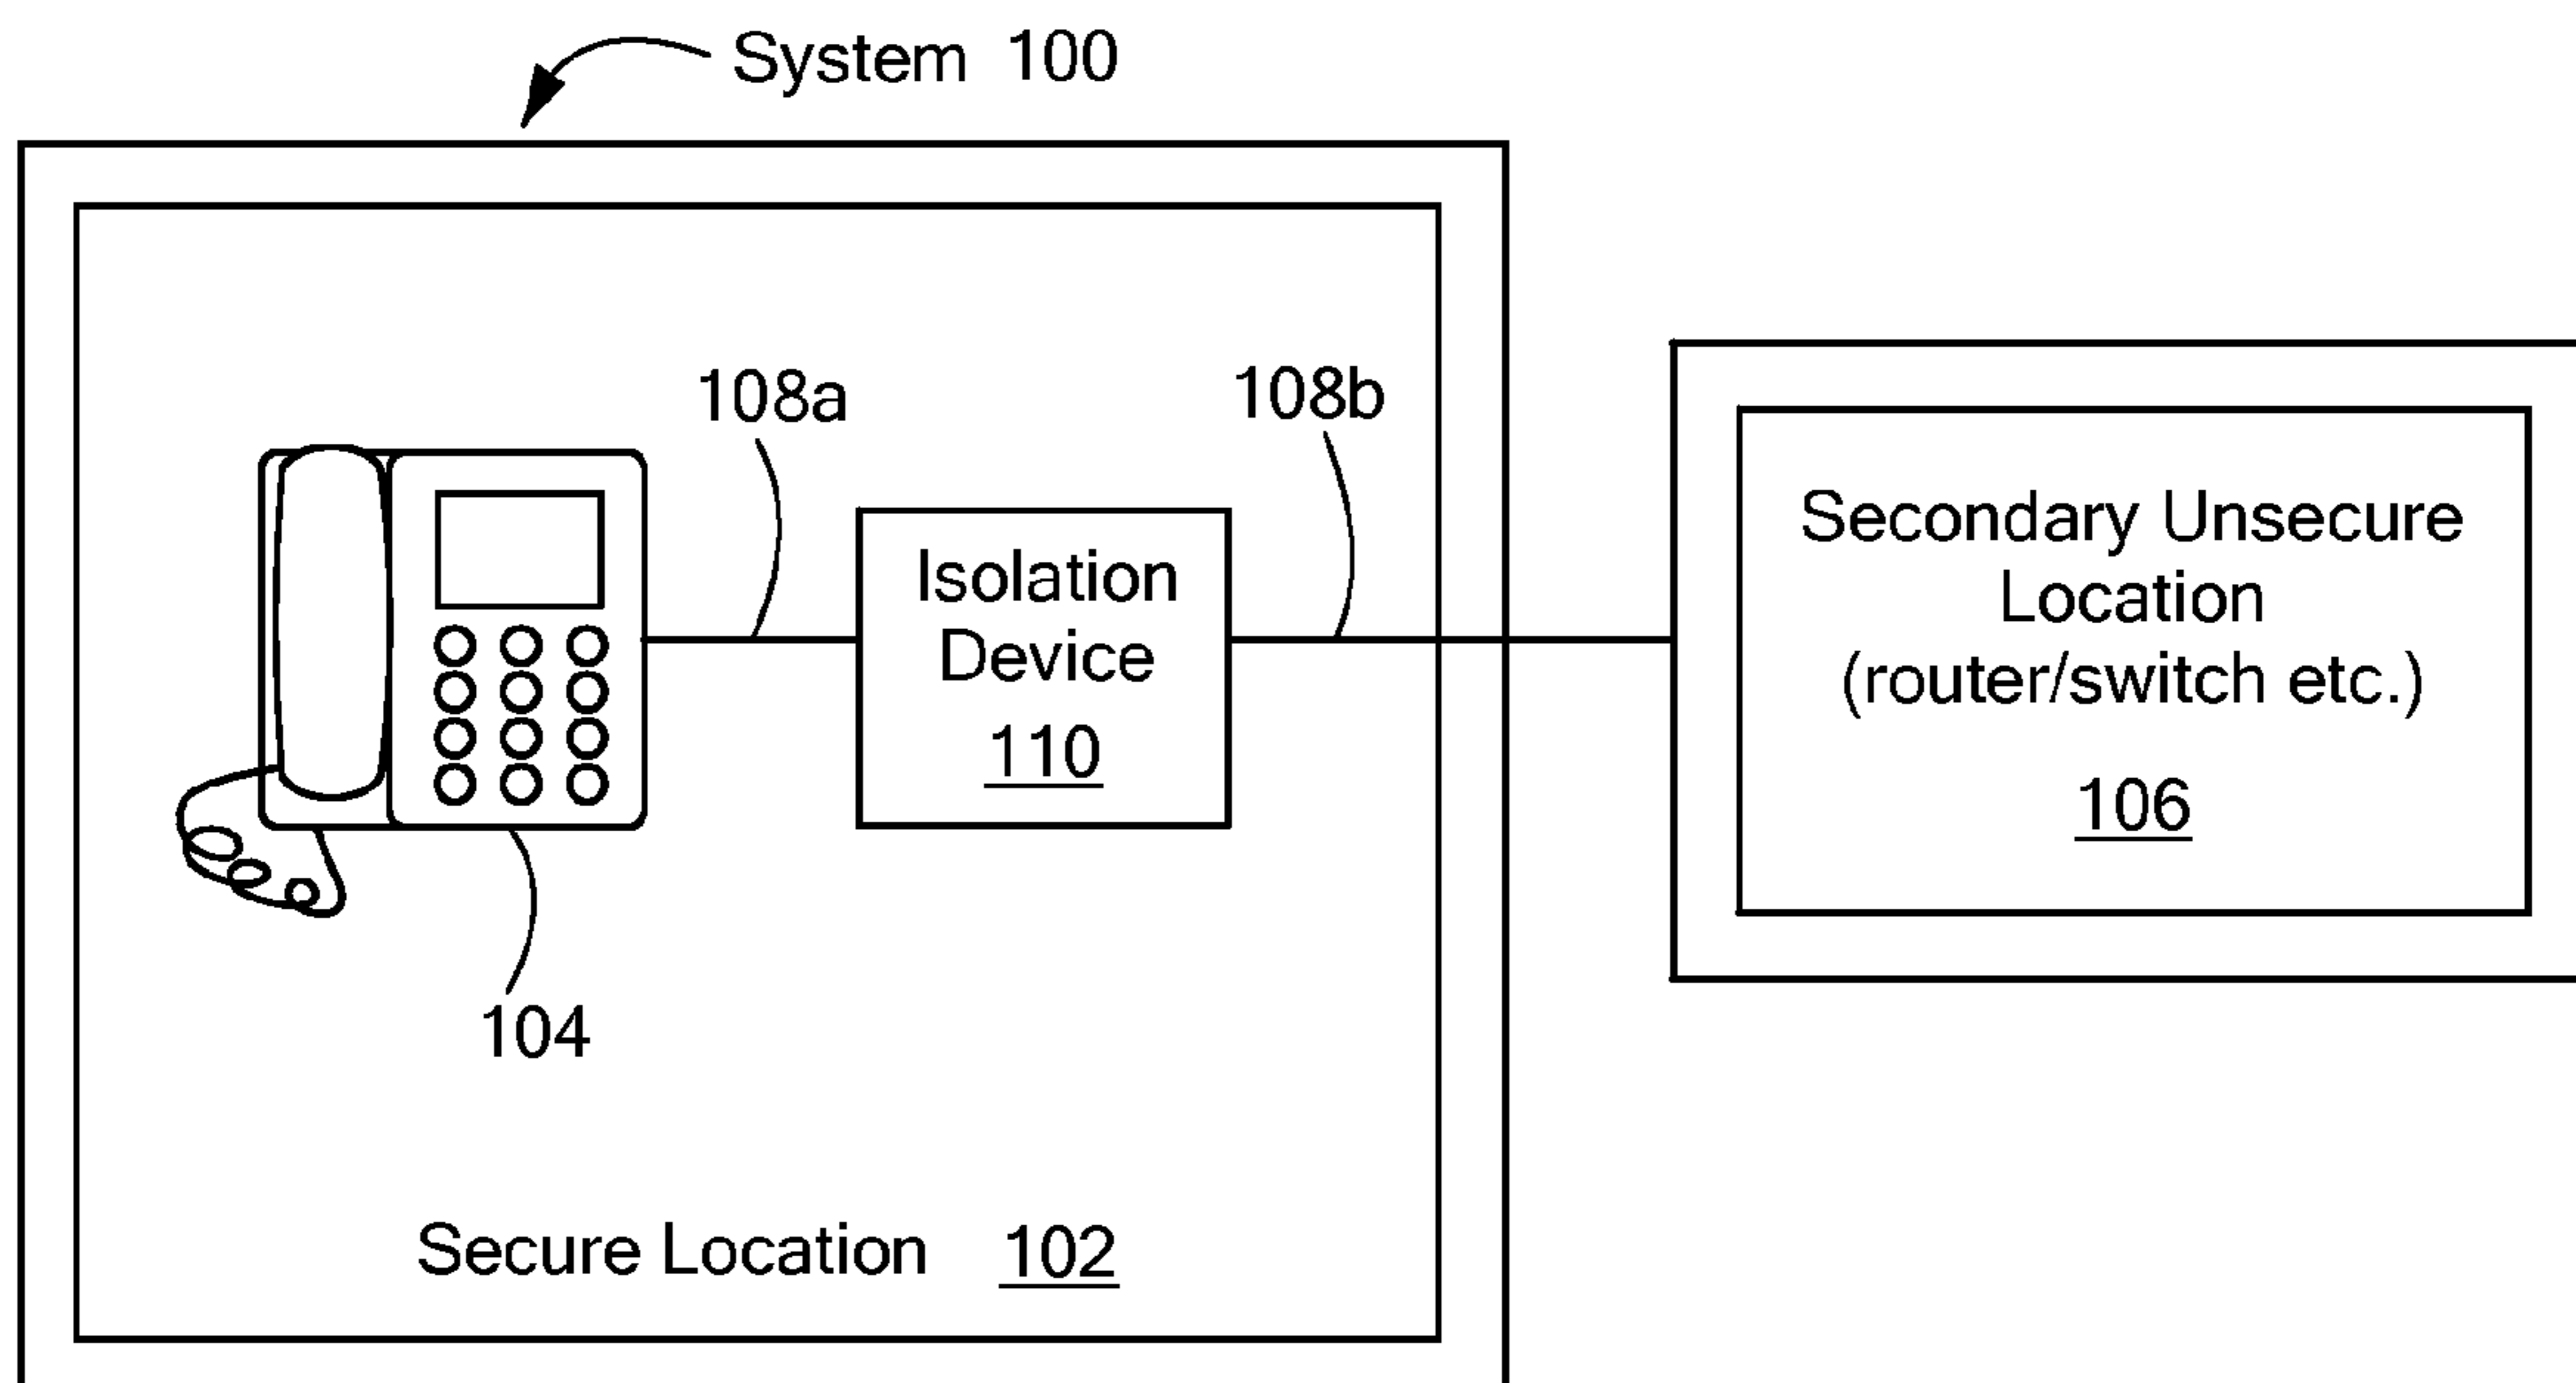 System 100
108a
108b
Isolation
Device
110
Secondary Unsecure
Location
(router/switch etc.)
106
104
Secure Location 102